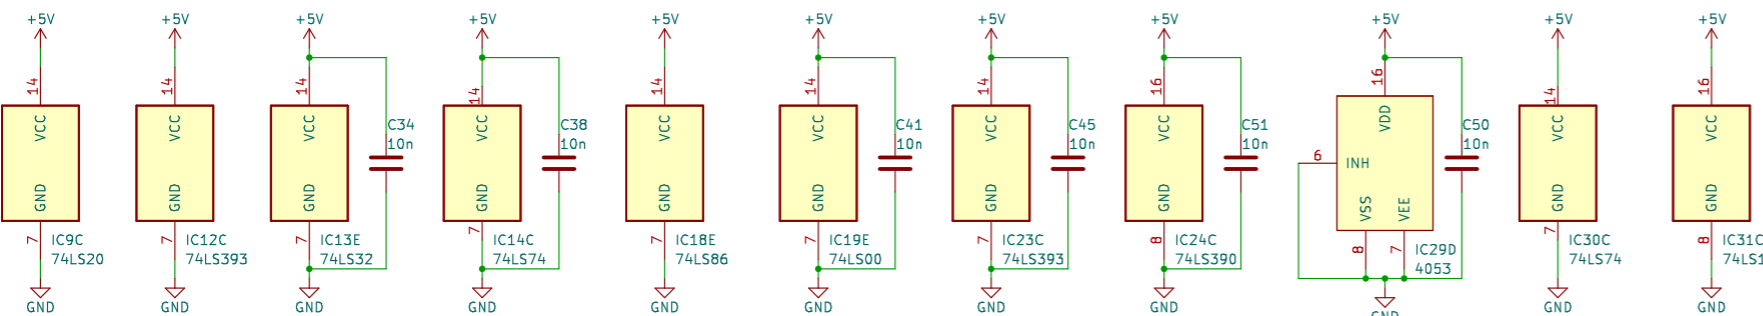 +5V +5V +5V +5V +5V +5V +5V +5V +5V +5V +5V
14 14 14 14 14 14 14 16 16 14 16
VCC VCC VCC VCC VCC VCC VCC VCC VDD VCC VCC
C34 C38 C41 C45 C51 C50
10n 10n 10n 10n 10n 10n
6 INH
GND GND GND GND GND GND GND GND VSS VEE GND GND
7 7 7 7 7 7 7 8 8 7 7 8
IC9C IC12C IC13E IC14C IC18E IC19E IC23C IC24C IC29D IC30C IC31C
74LS20 74LS393 74LS32 74LS74 74LS86 74LS00 74LS393 74LS390 4053 74LS74 74LS1
GND GND GND GND GND GND GND GND GND GND GND